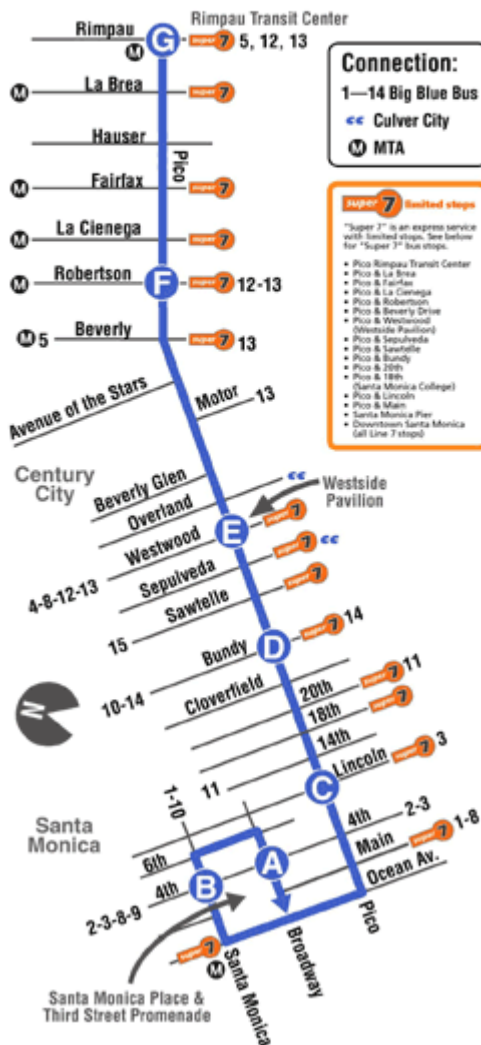 Rimpau Transit Center
Rimpau
M
G
super 7
5, 12, 13
M
La Brea
super 7
Hauser
Pico
M
Fairfax
super 7
M
La Cienega
super 7
M
Robertson
F
super 7
12-13
M 5
Beverly
super 7
13
Avenue of the Stars
Motor
13
Century
City
Beverly Glen
Overland
cc
Westside
Pavilion
E
super 7
Westwood
4-8-12-13
Sepulveda
super 7
cc
Sawtelle
super 7
15
Bundy
D
super 7
14
10-14
Cloverfield
20th
super 7
11
18th
super 7
14th
11
C
Lincoln
super 7
3
N
Santa
Monica
1-10
6th
4th
2-3
A
Main
super 7
1-8
B
4th
2-3-8-9
Ocean Av.
Pico
super 7
M
Santa Monica
Broadway
Santa Monica Place &
Third Street Promenade
Connection:
1—14 Big Blue Bus
cc Culver City
M MTA
super 7 limited stops
"Super 7" is an express service
with limited stops. See below
for "Super 7" bus stops.
• Pico Rimpau Transit Center
• Pico & La Brea
• Pico & Fairfax
• Pico & La Cienega
• Pico & Robertson
• Pico & Beverly Drive
• Pico & Westwood
(Westside Pavilion)
• Pico & Sepulveda
• Pico & Sawtelle
• Pico & Bundy
• Pico & 20th
• Pico & 18th
(Santa Monica College)
• Pico & Lincoln
• Pico & Main
• Santa Monica Pier
• Downtown Santa Monica
(all Line 7 stops)